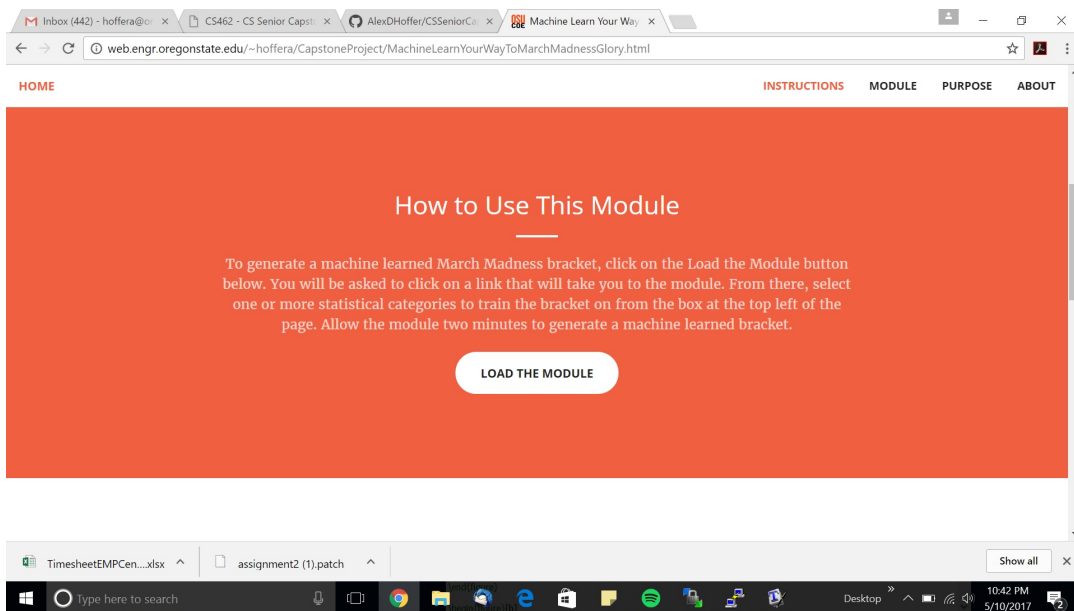 Inbox (442) - hoffera@or
CS462 - CS Senior Capst
AlexDHoffer/CSSeniorCa
OSU
COE
Machine Learn Your Way
web.engr.oregonstate.edu/~hoffera/CapstoneProject/MachineLearnYourWayToMarchMadnessGlory.html
HOME
INSTRUCTIONS
MODULE
PURPOSE
ABOUT
How to Use This Module
To generate a machine learned March Madness bracket, click on the Load the Module button
below. You will be asked to click on a link that will take you to the module. From there, select
one or more statistical categories to train the bracket on from the box at the top left of the
page. Allow the module two minutes to generate a machine learned bracket.
LOAD THE MODULE
TimesheetEMPCen....xlsx
assignment2 (1).patch
Show all
Type here to search
Desktop
10:42 PM
5/10/2017
2